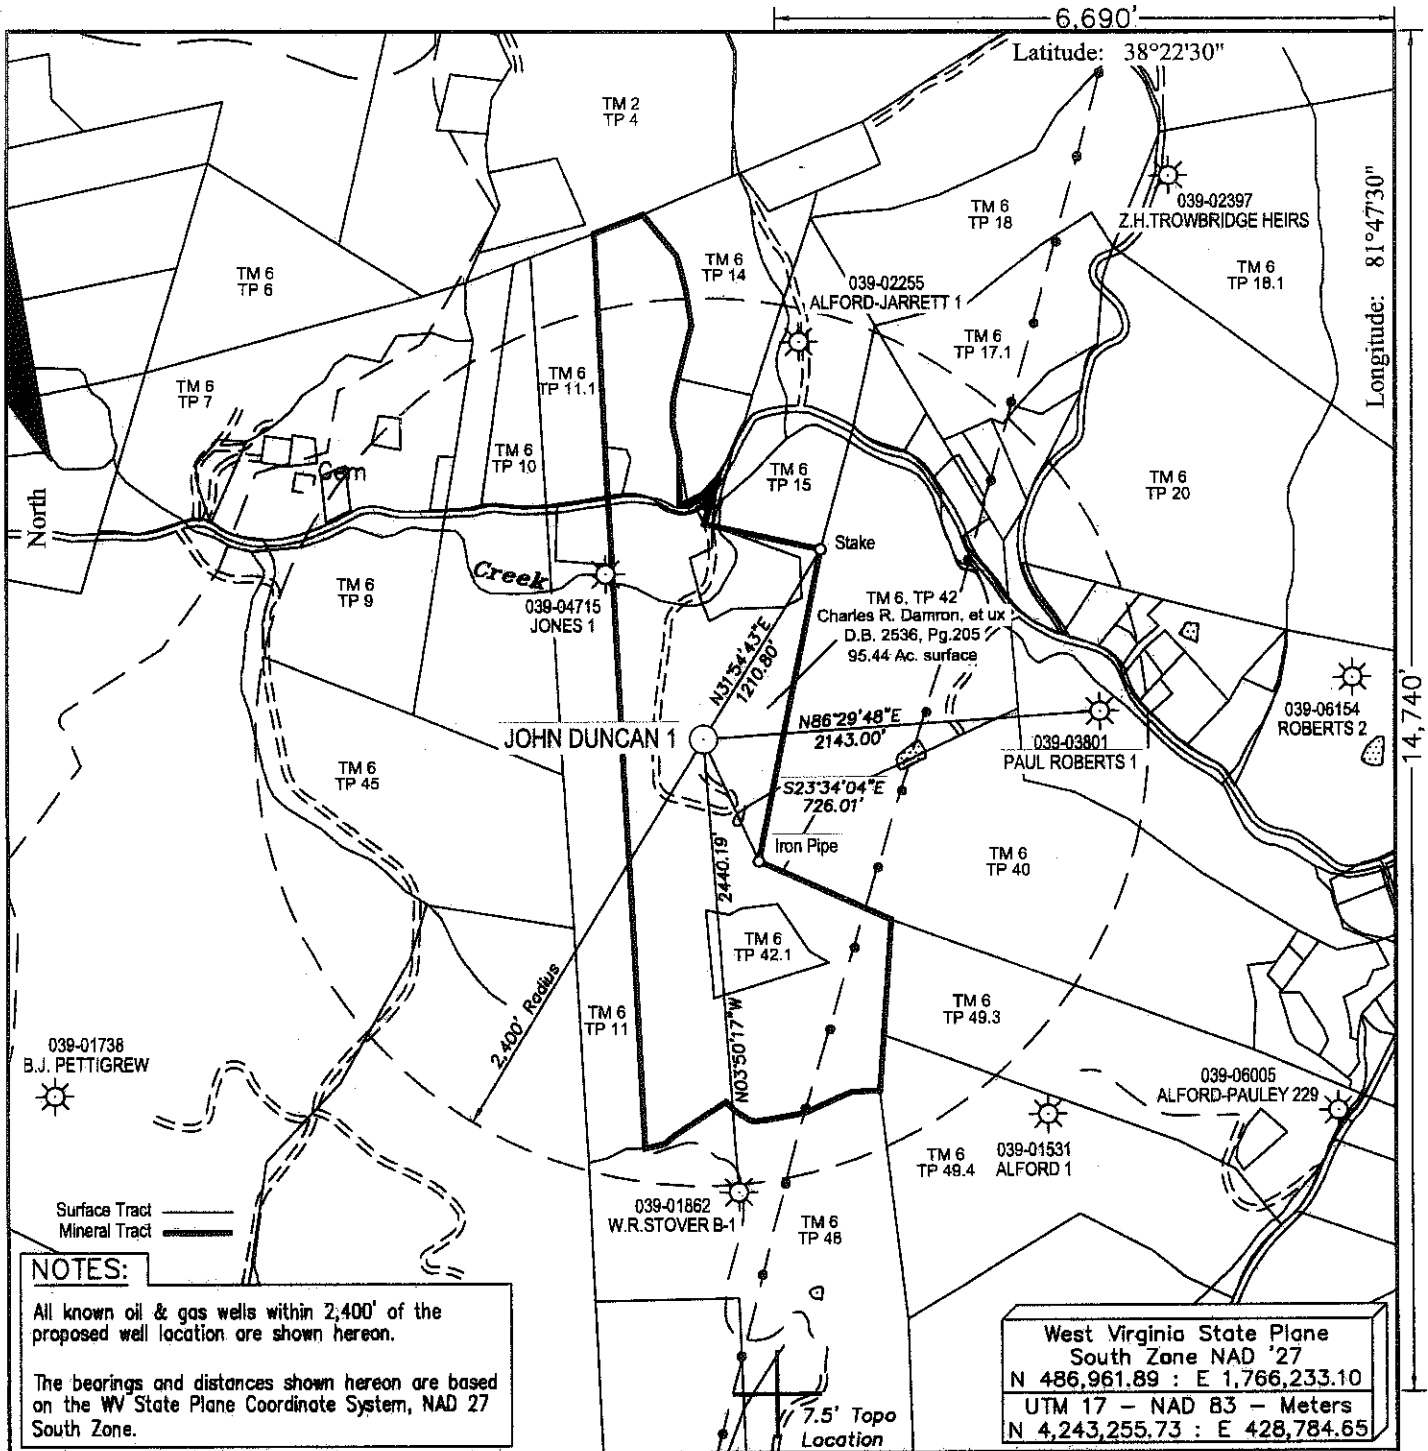 6,690'
Latitude: 38°22'30"
Longitude: 81°47'30"
14,740'
TM 2
TP 4
039-02397
Z.H.TROWBRIDGE HEIRS
TM 6
TP 18
TM 6
TP 14
TM 6
TP 6
TM 6
TP 18.1
039-02255
ALFORD-JARRETT 1
TM 6
TP 17.1
TM 6
TP 7
TM 6
TP 11.1
TM 6
TP 10
Gem
TM 6
TP 15
TM 6
TP 20
North
Stake
Creek
TM 6
TP 9
039-04715
JONES 1
TM 6, TP 42
Charles R. Damron, et ux
D.B. 2536, Pg.205
95.44 Ac. surface
N31°54'43"E
1210.80'
039-06154
ROBERTS 2
N86°29'48"E
2143.00'
JOHN DUNCAN 1
039-03801
PAUL ROBERTS 1
TM 6
TP 45
S23°34'04"E
726.01'
Iron Pipe
2440.19'
TM 6
TP 40
TM 6
TP 42.1
2,400' Radius
TM 6
TP 11
N03°50'17"W
TM 6
TP 49.3
039-01738
B.J. PETTIGREW
039-06005
ALFORD-PAULEY 229
TM 6
TP 49.4
039-01531
ALFORD 1
039-01862
W.R.STOVER B-1
TM 6
TP 48
Surface Tract
Mineral Tract
NOTES:
All known oil & gas wells within 2,400' of the
proposed well location are shown hereon.
The bearings and distances shown hereon are based
on the WV State Plane Coordinate System, NAD 27
South Zone.
7.5' Topo
Location
West Virginia State Plane
South Zone NAD '27
N 486,961.89 : E 1,766,233.10
UTM 17 - NAD 83 - Meters
N 4,243,255.73 : E 428,784.65